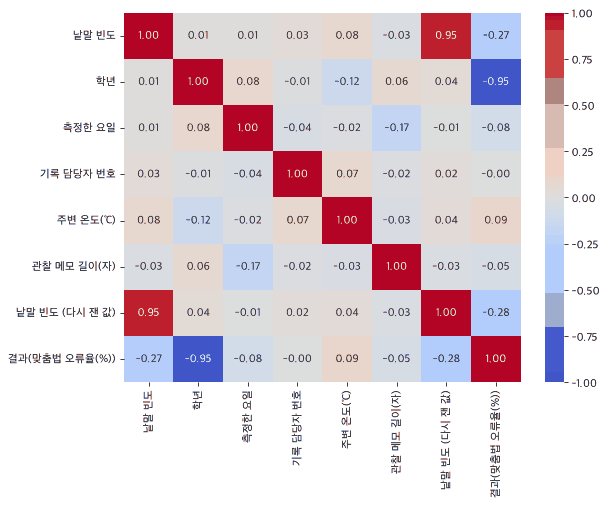 낱말 빈도 1.00 0.01 0.01 0.03 0.08 -0.03 0.95 -0.27
학년 0.01 1.00 0.08 -0.01 -0.12 0.06 0.04 -0.95
측정한 요일 0.01 0.08 1.00 -0.04 -0.02 -0.17 -0.01 -0.08
기록 담당자 번호 0.03 -0.01 -0.04 1.00 0.07 -0.02 0.02 -0.00
주변 온도(℃) 0.08 -0.12 -0.02 0.07 1.00 -0.03 0.04 0.09
관찰 메모 길이(자) -0.03 0.06 -0.17 -0.02 -0.03 1.00 -0.03 -0.05
낱말 빈도 (다시 잰 값) 0.95 0.04 -0.01 0.02 0.04 -0.03 1.00 -0.28
결과(맞춤법 오류율(%)) -0.27 -0.95 -0.08 -0.00 0.09 -0.05 -0.28 1.00
낱말 빈도
학년
측정한 요일
기록 담당자 번호
주변 온도(℃)
관찰 메모 길이(자)
낱말 빈도 (다시 잰 값)
결과(맞춤법 오류율(%))
1.00
0.75
0.50
0.25
0.00
-0.25
-0.50
-0.75
-1.00